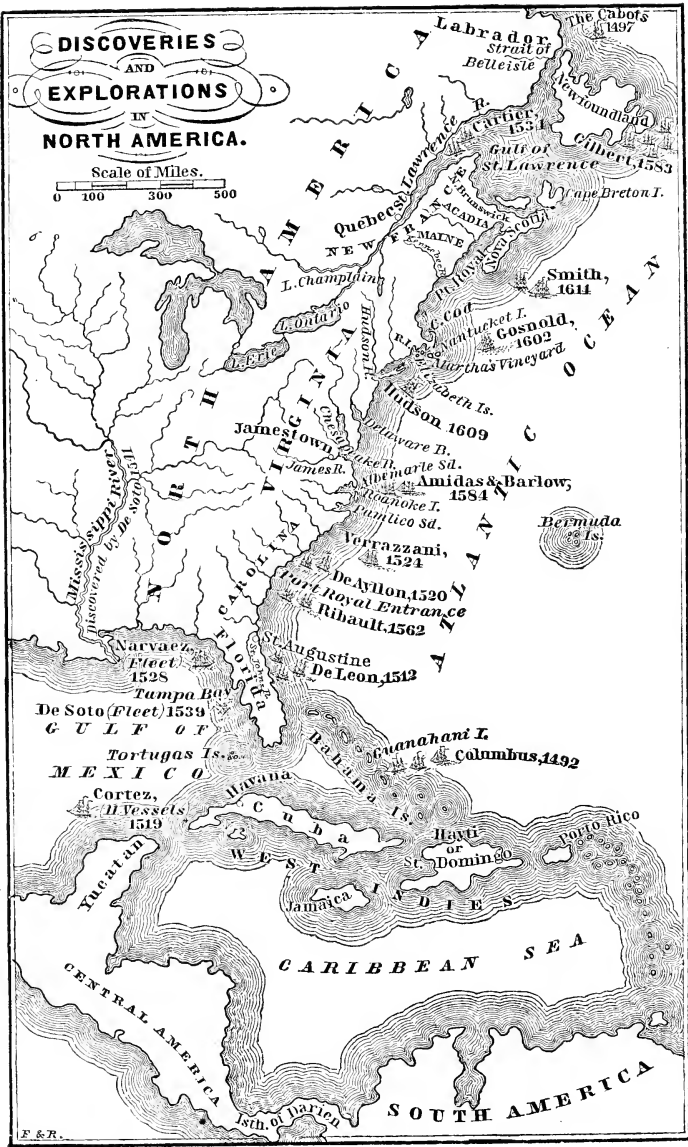 DISCOVERIES
AND
EXPLORATIONS
IN
NORTH AMERICA.
Scale of Miles.
0 100 300 500
Labrador.
The Cabots
1497
Strait of
Belleisle
Newfoundland
Gilbert, 1583
Cartier,
1534
Gulf of
St. Lawrence
St. Lawrence R.
Quebec
Cape Breton I.
N. Brunswick
ACADIA
NEW FRANCE
MAINE
Kennebeck
Nova Scotia
Pt. Royal
L. Champlain
Smith,
1614
C. Cod
Nantucket I.
Gosnold,
1602
Martha's Vineyard
R.I.
Elizabeth Is.
L. Ontario
L. Erie
Hudson R.
Hudson 1609
NORTH AMERICA
VIRGINIA
ATLANTIC OCEAN
Delaware B.
Chesapeake B.
Jamestown
James R.
Albemarle Sd.
Amidas & Barlow,
1584
Roanoke I.
Pamlico Sd.
Bermuda
Is.
Verrazzani,
1524
CAROLINA
De Ayllon, 1520
Port Royal Entrance
Ribault, 1562
Mississippi River
Discovered by De Soto 1541
St. Augustine
De Leon, 1512
Florida
St. Johns R.
Narvaez,
(Fleet)
1528
Tampa Bay
De Soto (Fleet) 1539
GULF OF
MEXICO
Tortugas Is.
Guanahani I.
Columbus, 1492
Bahama Is.
Havana
Cuba
Cortez,
11 Vessels
1519
Yucatan
Hayti
or
St. Domingo
Porto Rico
WEST INDIES
Jamaica
CARIBBEAN SEA
CENTRAL AMERICA
Isth. of Darien
SOUTH AMERICA
F & R.